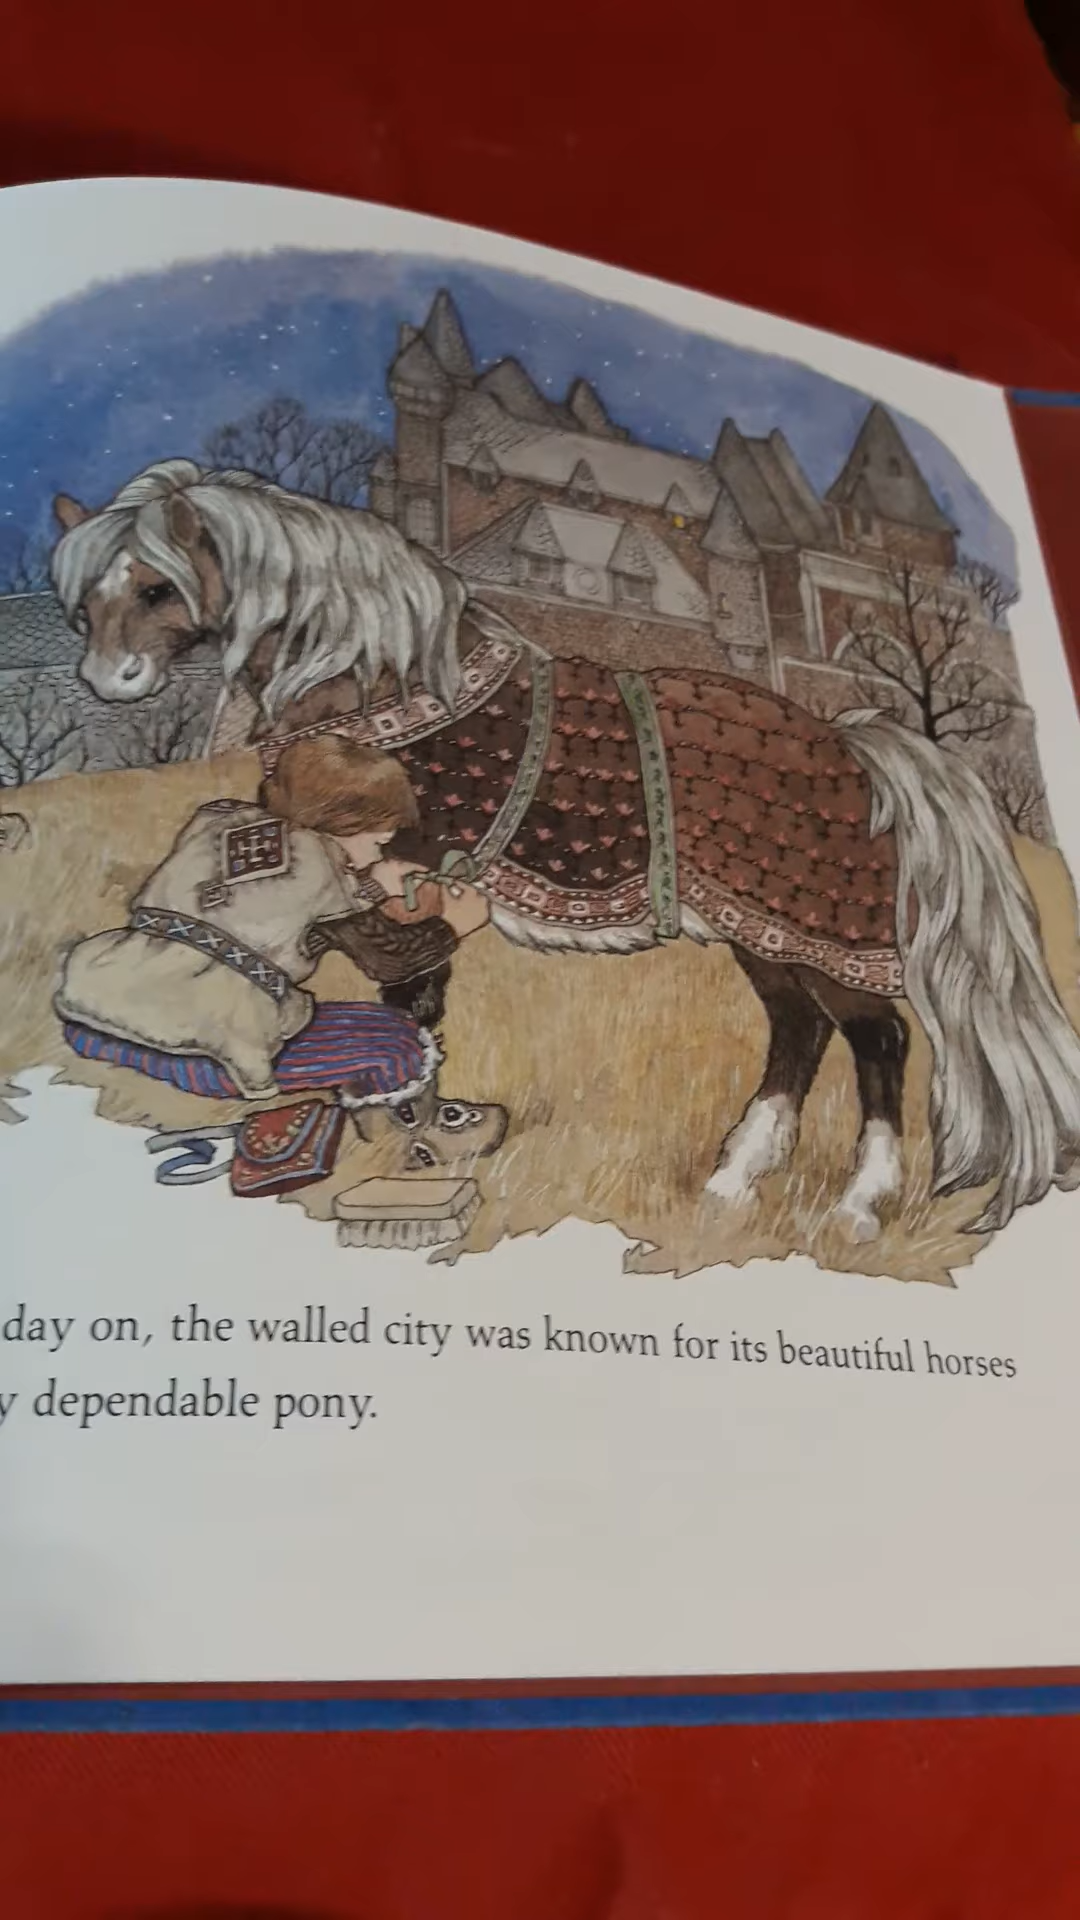 day on, the walled city was known for its beautiful horses
dependable pony.